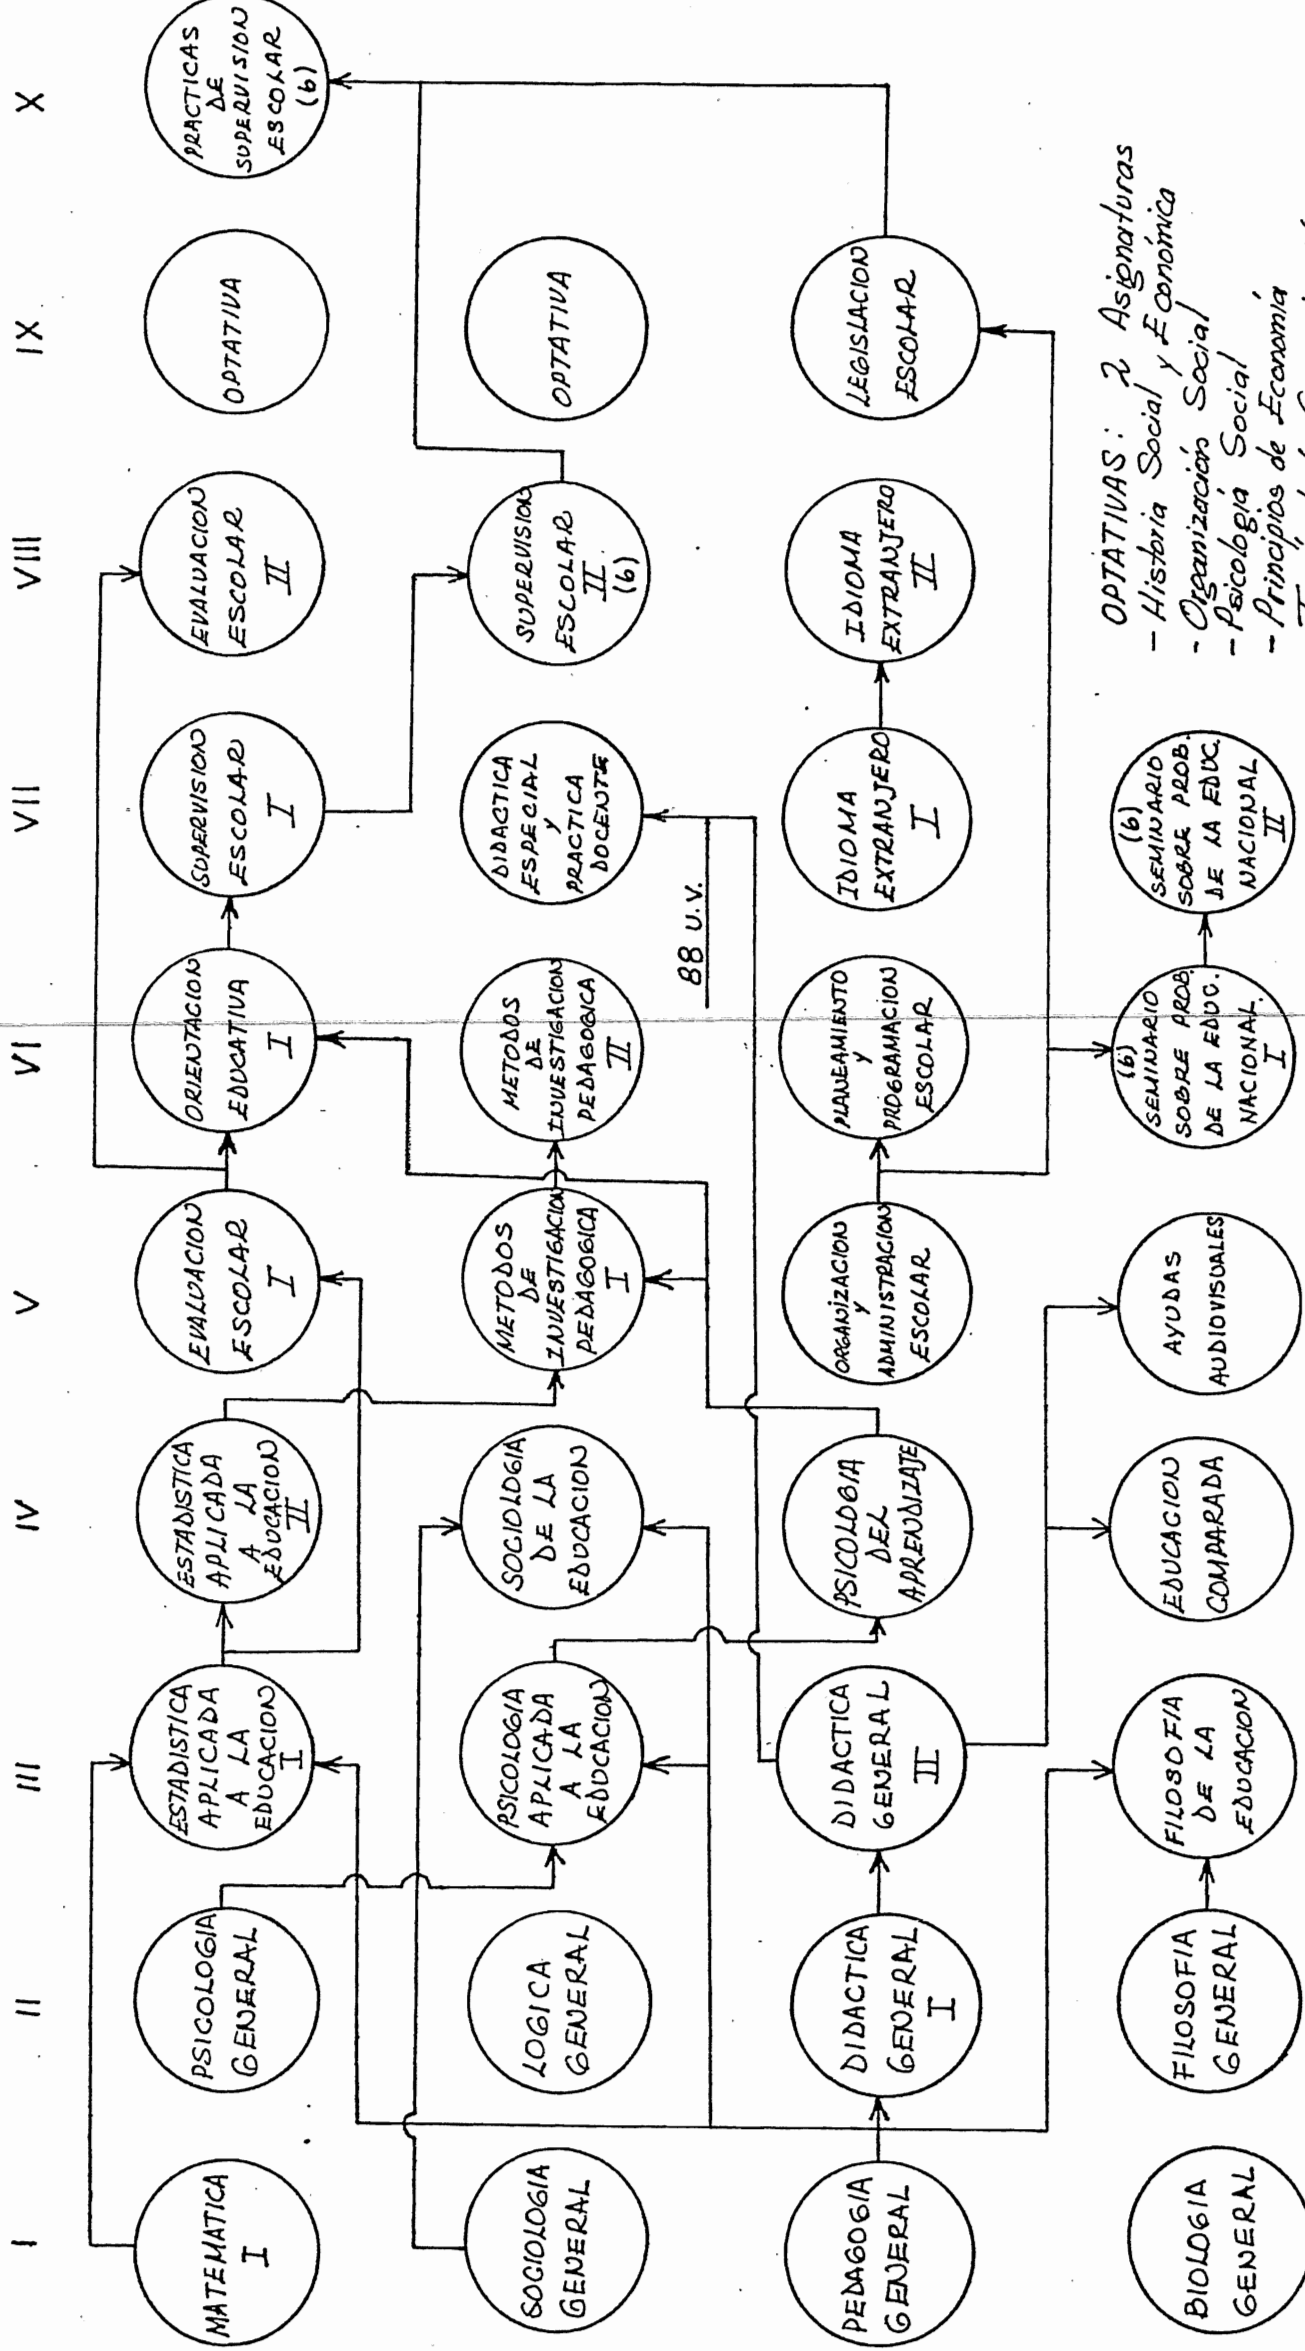 I
II
III
IV
V
VI
VII
VIII
IX
X
MATEMATICA
I
PSICOLOGIA
GENERAL
ESTADISTICA
APLICADA
A LA
EDUCACION
I
ESTADISTICA
APLICADA
A LA
EDUCACION
II
EVALUACION
ESCOLAR
I
ORIENTACION
EDUCATIVA
I
SUPERVISION
ESCOLAR
I
EVALUACION
ESCOLAR
II
OPTATIVA
PRACTICAS
DE
SUPERVISION
ESCOLAR
(b)
SOCIOLOGIA
GENERAL
LOGICA
GENERAL
PSICOLOGIA
APLICADA
A LA
EDUCACION
SOCIOLOGIA
DE LA
EDUCACION
METODOS
DE
INVESTIGACION
PEDAGOGICA
I
METODOS
DE
INVESTIGACION
PEDAGOGICA
II
DIDACTICA
ESPECIAL
Y
PRACTICA
DOCENTE
SUPERVISION
ESCOLAR
II
(b)
OPTATIVA
88 U.V.
PEDAGOGIA
GENERAL
DIDACTICA
GENERAL
I
DIDACTICA
GENERAL
II
PSICOLOGIA
DEL
APRENDIZAJE
ORGANIZACION
Y
ADMINISTRACION
ESCOLAR
PLANEAMIENTO
Y
PROGRAMACION
ESCOLAR
IDIOMA
EXTRANJERO
I
IDIOMA
EXTRANJERO
II
LEGISLACION
ESCOLAR
BIOLOGIA
GENERAL
FILOSOFIA
GENERAL
FILOSOFIA
DE LA
EDUCACION
EDUCACION
COMPARADA
AYUDAS
AUDIOVISUALES
(b)
SEMINARIO
SOBRE PROB.
DE LA EDUC.
NACIONAL.
I
(b)
SEMINARIO
SOBRE PROB.
DE LA EDUC.
NACIONAL
II
OPTATIVAS: 2 Asignaturas
- Historia Social y Económica
- Organización Social
- Psicología Social
- Principios de Economía